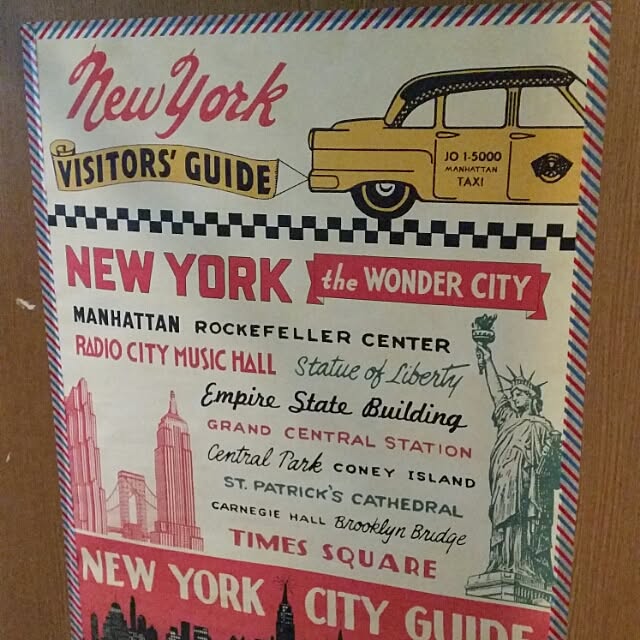 New York
VISITORS' GUIDE
JO 1-5000
MANHATTAN
TAXI
NEW YORK the WONDER CITY
MANHATTAN ROCKEFELLER CENTER
RADIO CITY MUSIC HALL Statue of Liberty
Empire State Building
GRAND CENTRAL STATION
Central Park CONEY ISLAND
ST. PATRICK'S CATHEDRAL
CARNEGIE HALL Brooklyn Bridge
TIMES SQUARE
NEW YORK CITY GUIDE